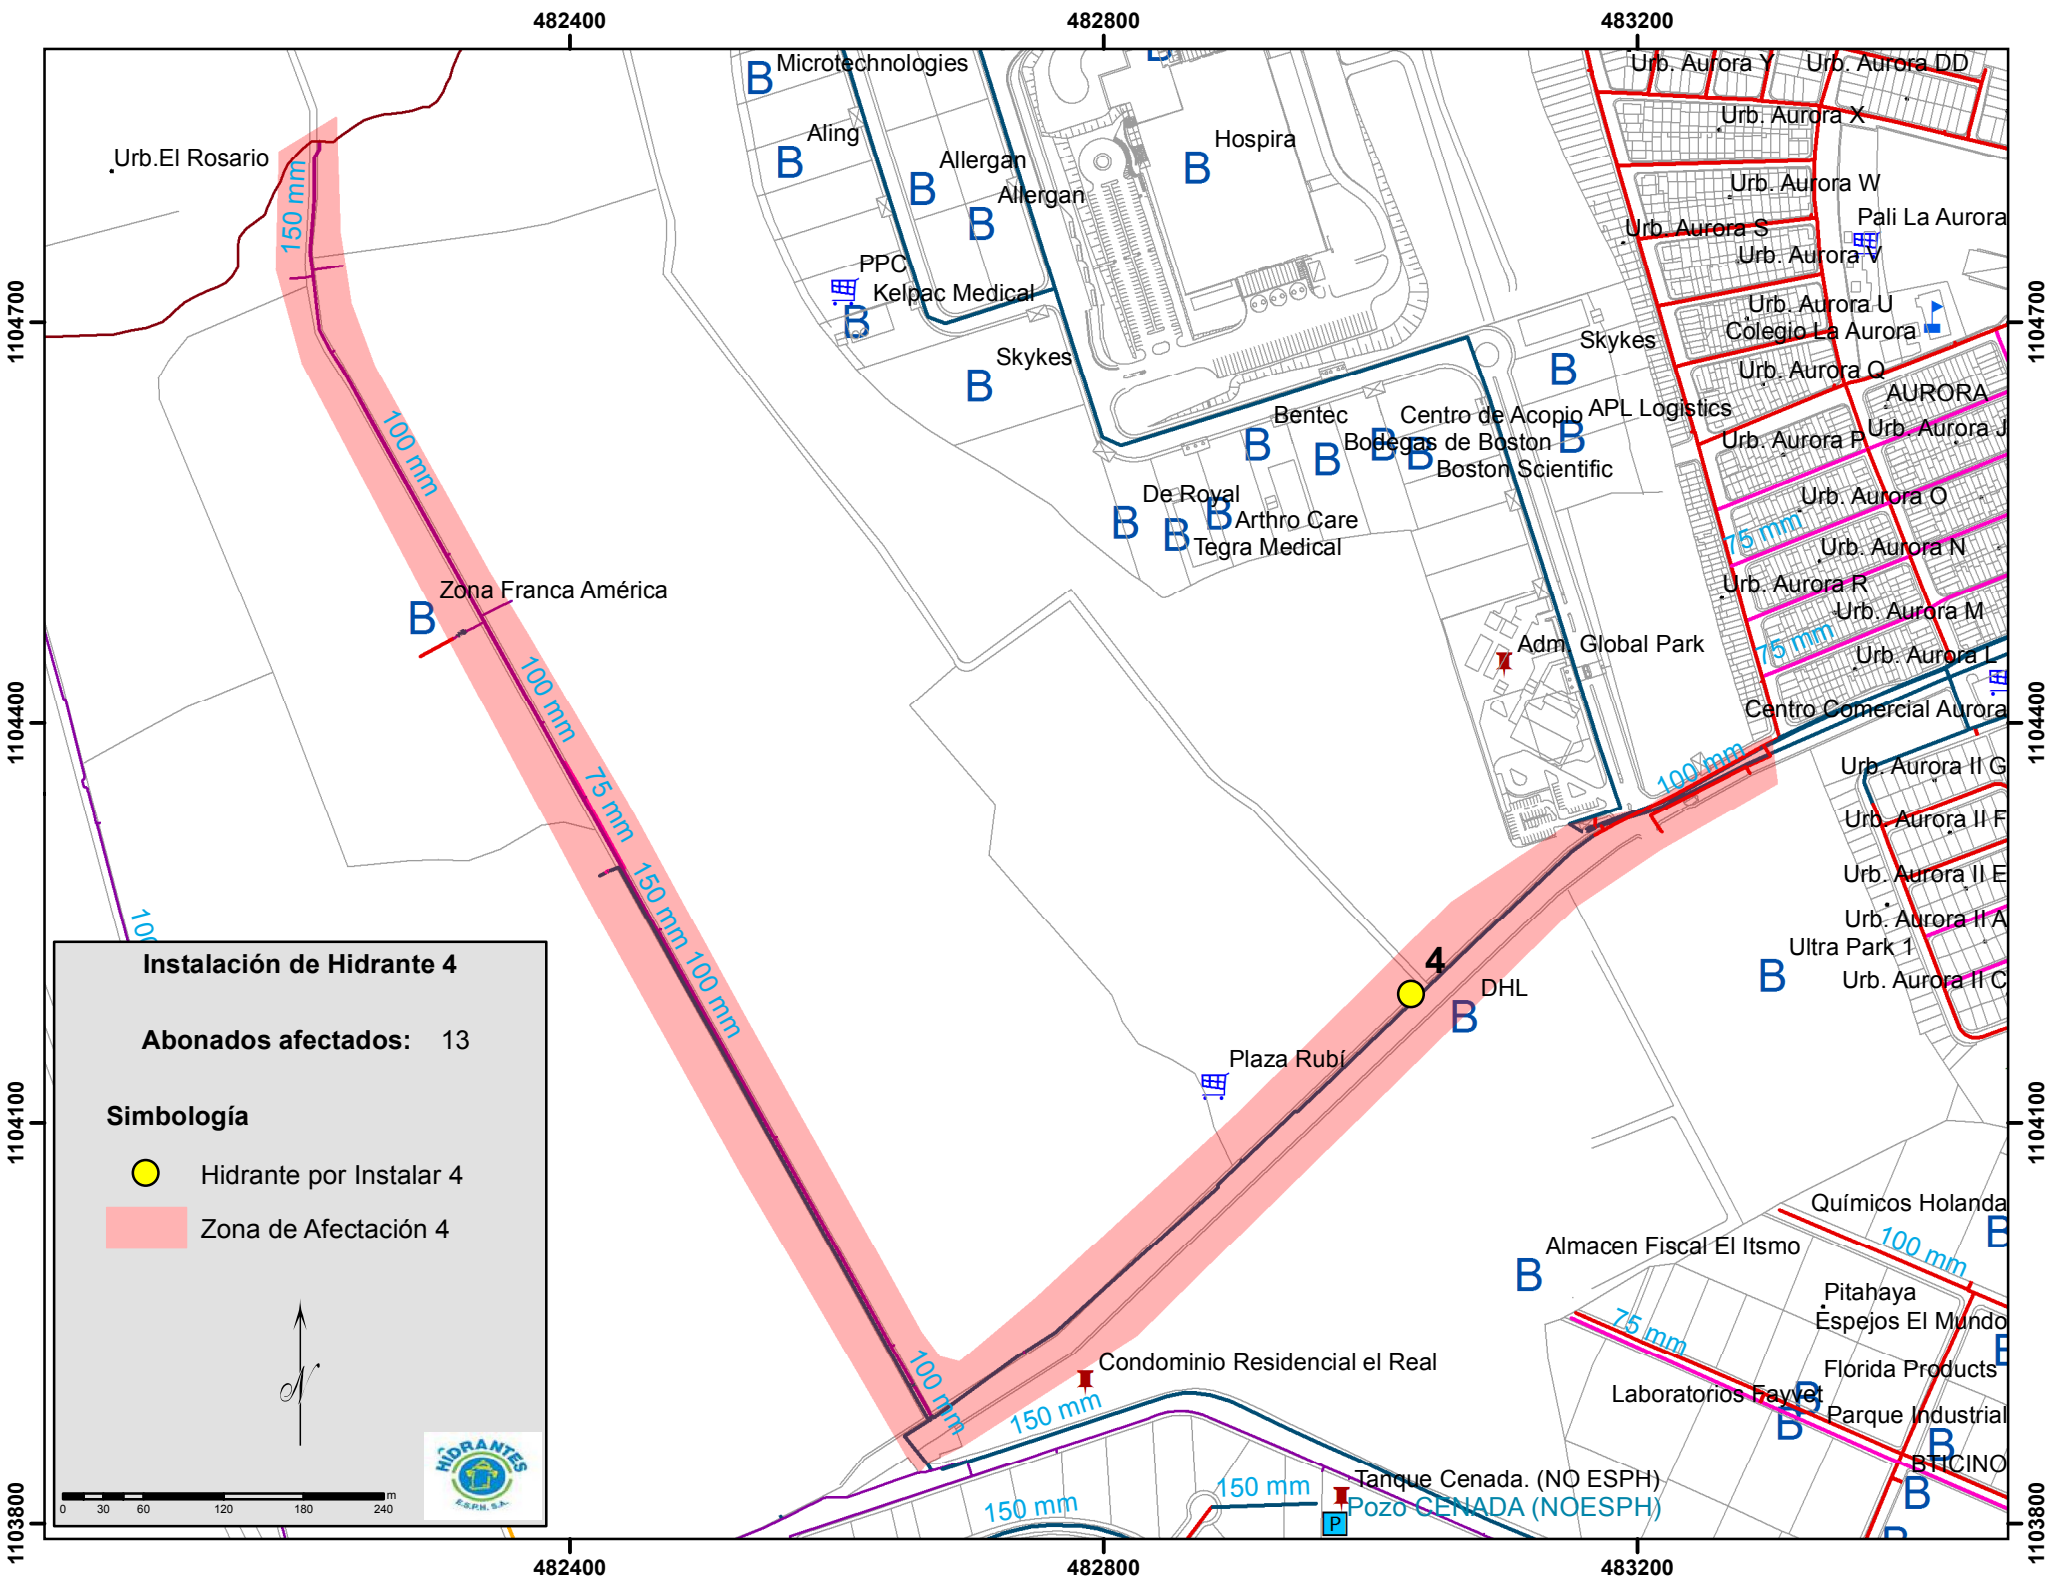 482400
482800
483200
Microtechnologies
Urb. Aurora Y
Urb. Aurora DD
Urb. Aurora X
Aling
Hospira
Urb.El Rosario
Allergan
Allergan
Urb. Aurora W
Pali La Aurora
Urb. Aurora S
Urb. Aurora V
150 mm
PPC
Kelpac Medical
Urb. Aurora U
Colegio La Aurora
1104700
1104700
Skykes
Skykes
Urb. Aurora Q
AURORA
Bentec
Centro de Acopio
APL Logistics
Bodegas de Boston
Boston Scientific
Urb. Aurora P
Urb. Aurora J
100 mm
De Royal
Arthro Care
Tegra Medical
Urb. Aurora O
75 mm
Urb. Aurora N
Zona Franca América
Urb. Aurora R
Urb. Aurora M
Adm. Global Park
75 mm
Urb. Aurora L
100 mm
1104400
1104400
Centro Comercial Aurora
100 mm
Urb. Aurora II G
75 mm
Urb. Aurora II F
Urb. Aurora II E
150 mm
Urb. Aurora II A
Ultra Park 1
Urb. Aurora II C
100 mm
4
DHL
Instalación de Hidrante 4
Abonados afectados: 13
Plaza Rubí
1104100
1104100
Simbología
Hidrante por Instalar 4
Zona de Afectación 4
Químicos Holanda
100 mm
Almacen Fiscal El Itsmo
Pitahaya
Espejos El Mundo
75 mm
Condominio Residencial el Real
Florida Products
Laboratorios Fayvet
Parque Industrial
100 mm
150 mm
N
HIDRANTES
E.S.P.H. S.A.
BTICINO
Tanque Cenada. (NO ESPH)
150 mm
150 mm
Pozo CENADA (NOESPH)
P
0 30 60 120 180 240 m
1103800
1103800
482400
482800
483200